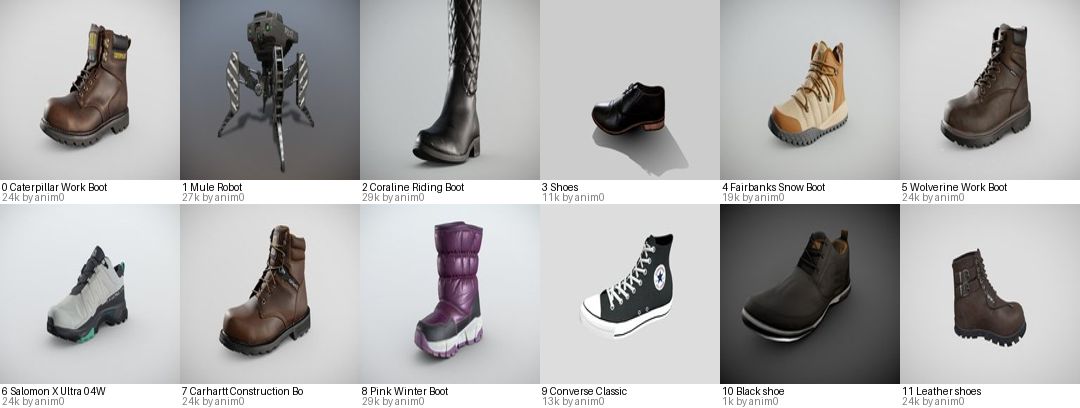 0 Caterpillar Work Boot
24k by anim0
1 Mule Robot
27k by anim0
2 Coraline Riding Boot
29k by anim0
3 Shoes
11k by anim0
4 Fairbanks Snow Boot
19k by anim0
5 Wolverine Work Boot
24k by anim0
6 Salomon X Ultra 04W
24k by anim0
7 Carhartt Construction Bo
24k by anim0
8 Pink Winter Boot
29k by anim0
9 Converse Classic
13k by anim0
10 Black shoe
1k by anim0
11 Leather shoes
24k by anim0